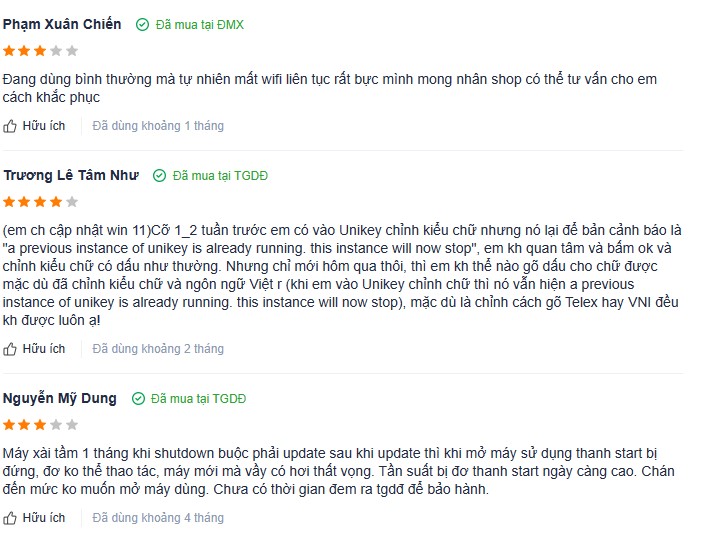 Phạm Xuân Chiến Đã mua tại ĐMX
Đang dùng bình thường mà tự nhiên mất wifi liên tục rất bực mình mong nhân shop có thể tư vấn cho em
cách khắc phục
Hữu ích Đã dùng khoảng 1 tháng
Trương Lê Tâm Như Đã mua tại TGDĐ
(em ch cập nhật win 11)Cỡ 1_2 tuần trước em có vào Unikey chỉnh kiểu chữ nhưng nó lại để bản cảnh báo là
"a previous instance of unikey is already running. this instance will now stop", em kh quan tâm và bấm ok và
chỉnh kiểu chữ có dấu như thường. Nhưng chỉ mới hôm qua thôi, thì em kh thể nào gõ dấu cho chữ được
mặc dù đã chỉnh kiểu chữ và ngôn ngữ Việt r (khi em vào Unikey chỉnh chữ thì nó vẫn hiện a previous
instance of unikey is already running. this instance will now stop), mặc dù là chỉnh cách gõ Telex hay VNI đều
kh được luôn ạ!
Hữu ích Đã dùng khoảng 2 tháng
Nguyễn Mỹ Dung Đã mua tại TGDĐ
Máy xài tầm 1 tháng khi shutdown buộc phải update sau khi update thì khi mở máy sử dụng thanh start bị
đứng, đơ ko thể thao tác, máy mới mà vầy có hơi thất vọng. Tần suất bị đơ thanh start ngày càng cao. Chán
đến mức ko muốn mở máy dùng. Chưa có thời gian đem ra tgdđ để bảo hành.
Hữu ích Đã dùng khoảng 4 tháng